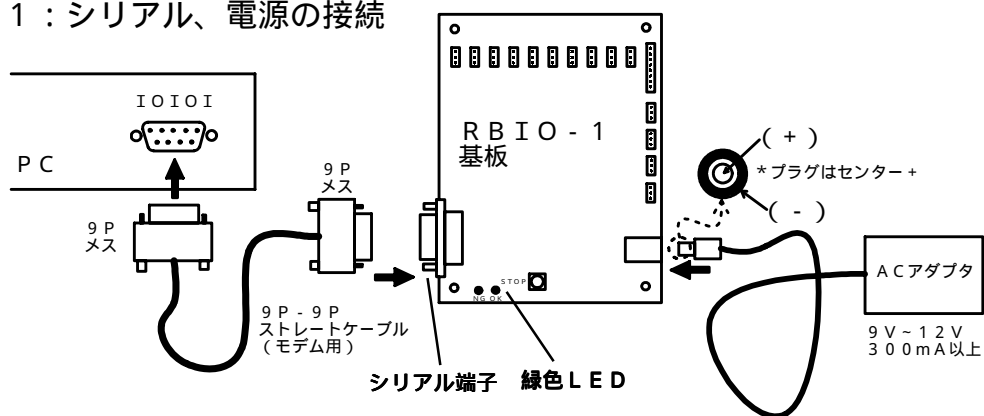 １：シリアル、電源の接続
ＩＯＩＯＩ
ＰＣ
９Ｐ
メス
９Ｐ
メス
９Ｐ-９Ｐ
ストレートケーブル
（モデム用）
ＲＢＩＯ-１
基板
STOP
NG OK
シリアル端子
緑色ＬＥＤ
（＋）
＊プラグはセンター＋
（-）
ＡＣアダプタ
９Ｖ~１２Ｖ
３００ｍＡ以上